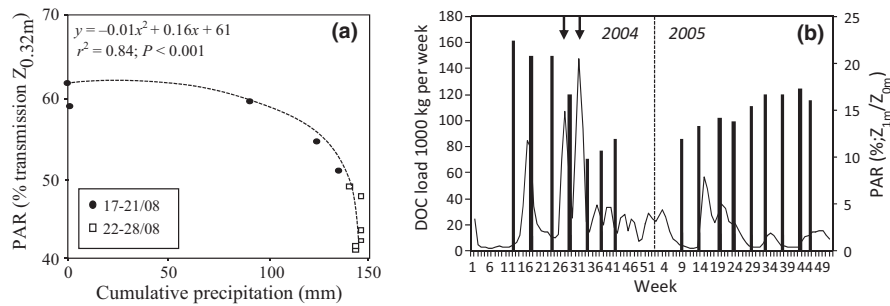 y = –0.01x² + 0.16x + 61
r² = 0.84; P < 0.001
(a)
PAR (% transmission Z0.32m)
60
50
40
17-21/08
22-28/08
0 50 100 150
Cumulative precipitation (mm)
(b)
2004 2005
DOC load 1000 kg per week
180
160
140
120
100
80
60
40
20
0
PAR (%;Z1m/Z0m)
25
20
15
10
5
0
1 6 11 16 21 26 31 36 41 46 51 4 9 14 19 24 29 34 39 44 49
Week